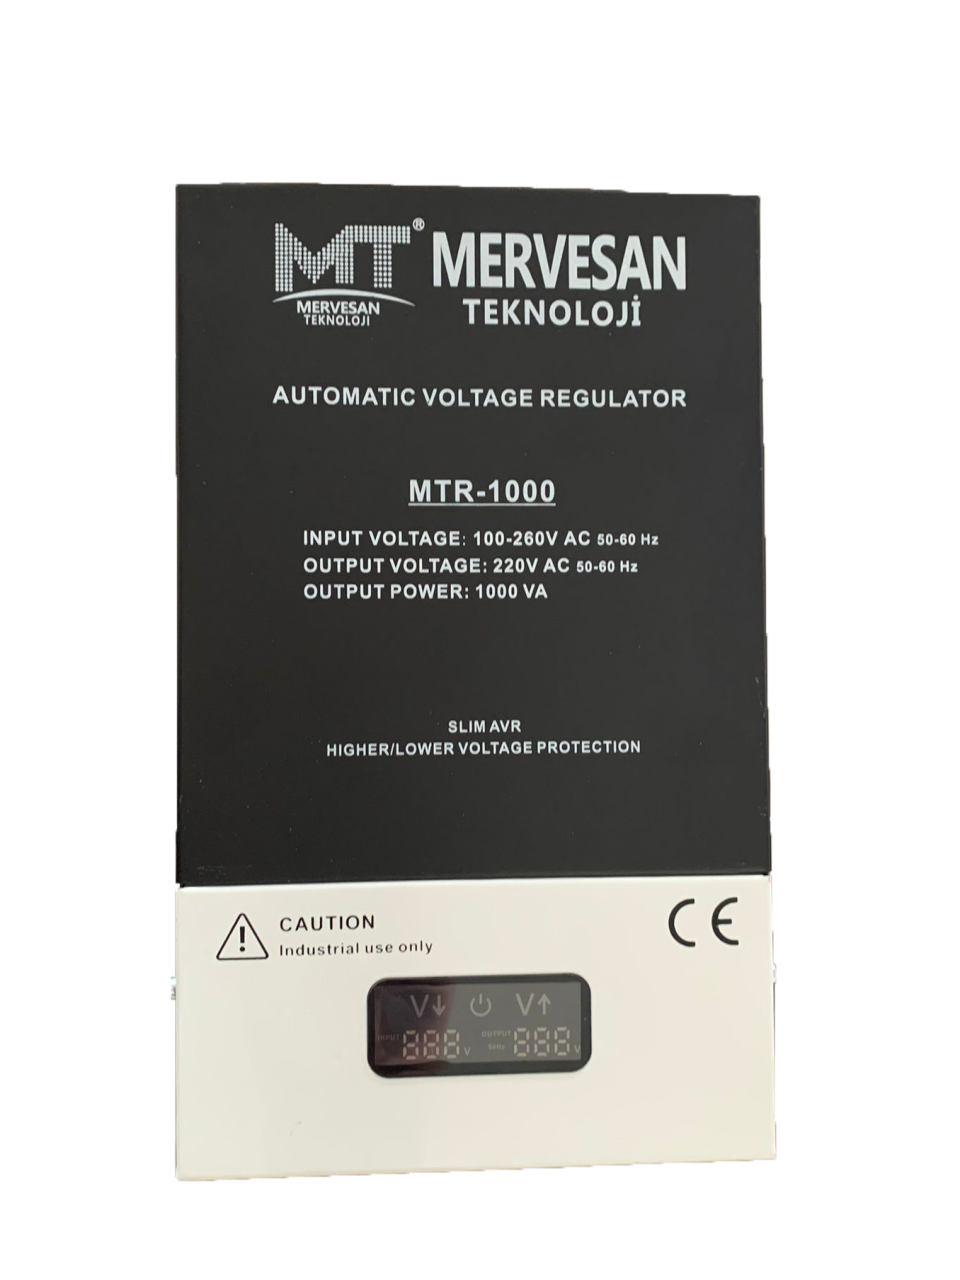 MT®
MERVESAN
TEKNOLOJI
MERVESAN
TEKNOLOJİ
AUTOMATIC VOLTAGE REGULATOR
MTR-1000
INPUT VOLTAGE: 100-260V AC 50-60 Hz
OUTPUT VOLTAGE: 220V AC 50-60 Hz
OUTPUT POWER: 1000 VA
SLIM AVR
HIGHER/LOWER VOLTAGE PROTECTION
CAUTION
Industrial use only
CE
V↓ V↑
INPUT 888 V OUTPUT 50Hz 888 V